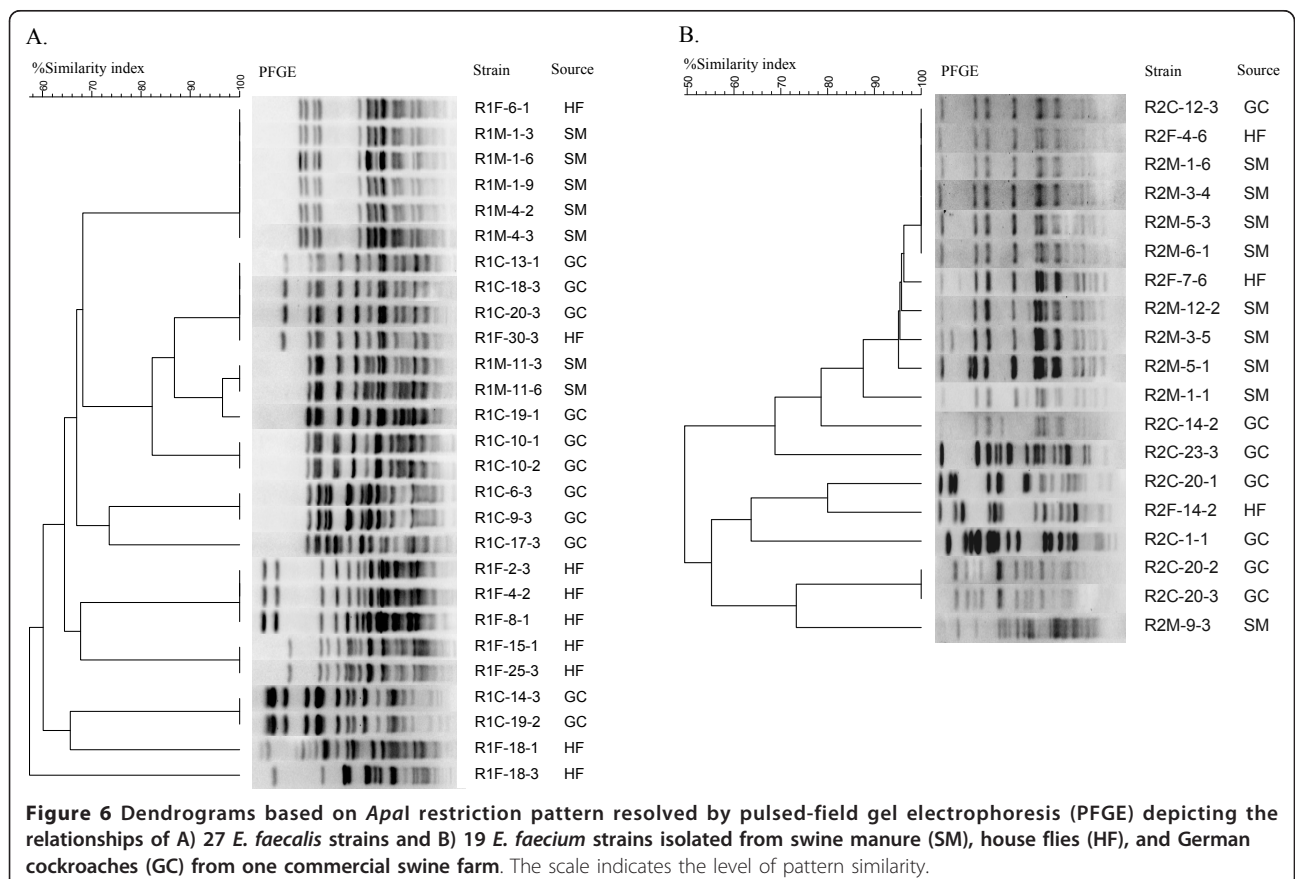 A.
%Similarity index PFGE Strain Source
60 70 80 90 100
R1F-6-1 HF
R1M-1-3 SM
R1M-1-6 SM
R1M-1-9 SM
R1M-4-2 SM
R1M-4-3 SM
R1C-13-1 GC
R1C-18-3 GC
R1C-20-3 GC
R1F-30-3 HF
R1M-11-3 SM
R1M-11-6 SM
R1C-19-1 GC
R1C-10-1 GC
R1C-10-2 GC
R1C-6-3 GC
R1C-9-3 GC
R1C-17-3 GC
R1F-2-3 HF
R1F-4-2 HF
R1F-8-1 HF
R1F-15-1 HF
R1F-25-3 HF
R1C-14-3 GC
R1C-19-2 GC
R1F-18-1 HF
R1F-18-3 HF
B.
%Similarity index PFGE Strain Source
50 60 70 80 90 100
R2C-12-3 GC
R2F-4-6 HF
R2M-1-6 SM
R2M-3-4 SM
R2M-5-3 SM
R2M-6-1 SM
R2F-7-6 HF
R2M-12-2 SM
R2M-3-5 SM
R2M-5-1 SM
R2M-1-1 SM
R2C-14-2 GC
R2C-23-3 GC
R2C-20-1 GC
R2F-14-2 HF
R2C-1-1 GC
R2C-20-2 GC
R2C-20-3 GC
R2M-9-3 SM
Figure 6 Dendrograms based on ApaI restriction pattern resolved by pulsed-field gel electrophoresis (PFGE) depicting the
relationships of A) 27 E. faecalis strains and B) 19 E. faecium strains isolated from swine manure (SM), house flies (HF), and German
cockroaches (GC) from one commercial swine farm. The scale indicates the level of pattern similarity.